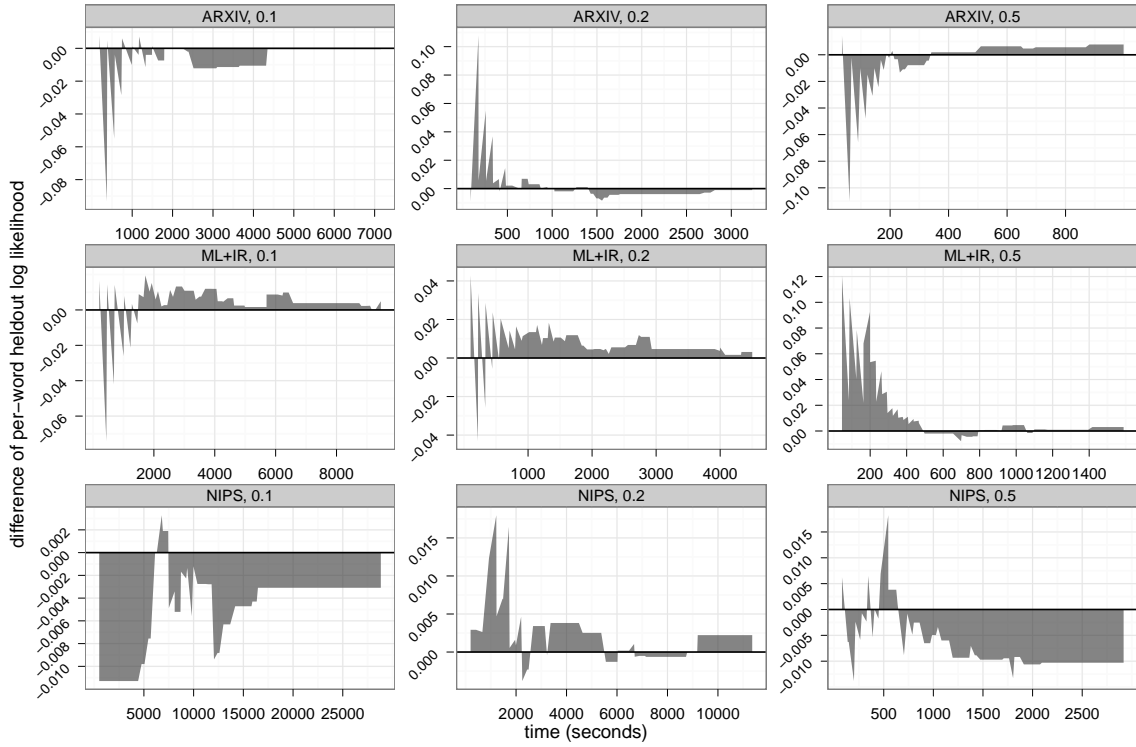 ARXIV, 0.1
0.00
−0.02
−0.04
−0.06
−0.08
1000 2000 3000 4000 5000 6000 7000
ARXIV, 0.2
0.10
0.08
0.06
0.04
0.02
0.00
500 1000 1500 2000 2500 3000
ARXIV, 0.5
0.00
−0.02
−0.04
−0.06
−0.08
−0.10
200 400 600 800
difference of per−word heldout log likelihood
ML+IR, 0.1
0.00
−0.02
−0.04
−0.06
2000 4000 6000 8000
ML+IR, 0.2
0.04
0.02
0.00
−0.02
−0.04
1000 2000 3000 4000
ML+IR, 0.5
0.12
0.10
0.08
0.06
0.04
0.02
0.00
200 400 600 800 1000 1200 1400
NIPS, 0.1
0.002
0.000
−0.002
−0.004
−0.006
−0.008
−0.010
5000 10000 15000 20000 25000
NIPS, 0.2
0.015
0.010
0.005
0.000
2000 4000 6000 8000 10000
NIPS, 0.5
0.015
0.010
0.005
0.000
−0.005
−0.010
500 1000 1500 2000 2500
time (seconds)